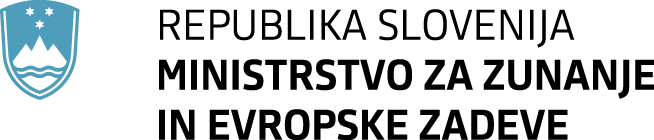 REPUBLIKA SLOVENIJA
MINISTRSTVO ZA ZUNANJE
IN EVROPSKE ZADEVE